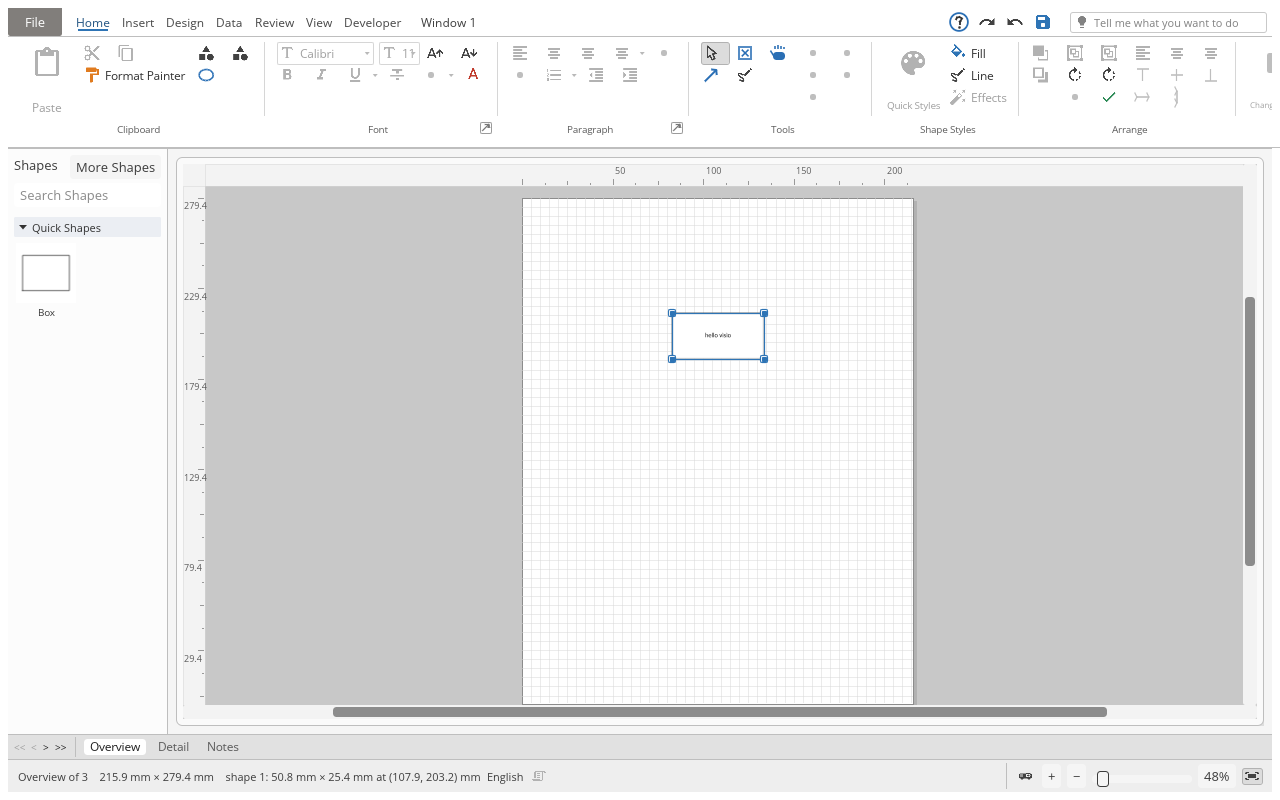 File Home Insert Design Data Review View Developer Window 1 Tell me what you want to do
Paste
Format Painter
Clipboard
Calibri 11
B I U A
Font
Paragraph
Tools
Quick Styles
Fill
Line
Effects
Shape Styles
Arrange
Shapes More Shapes
Search Shapes
Quick Shapes
Box
50 100 150 200
279.4
229.4
179.4
129.4
79.4
29.4
hello visio
<< < > >> Overview Detail Notes
Overview of 3 215.9 mm × 279.4 mm shape 1: 50.8 mm × 25.4 mm at (107.9, 203.2) mm English + − 48%